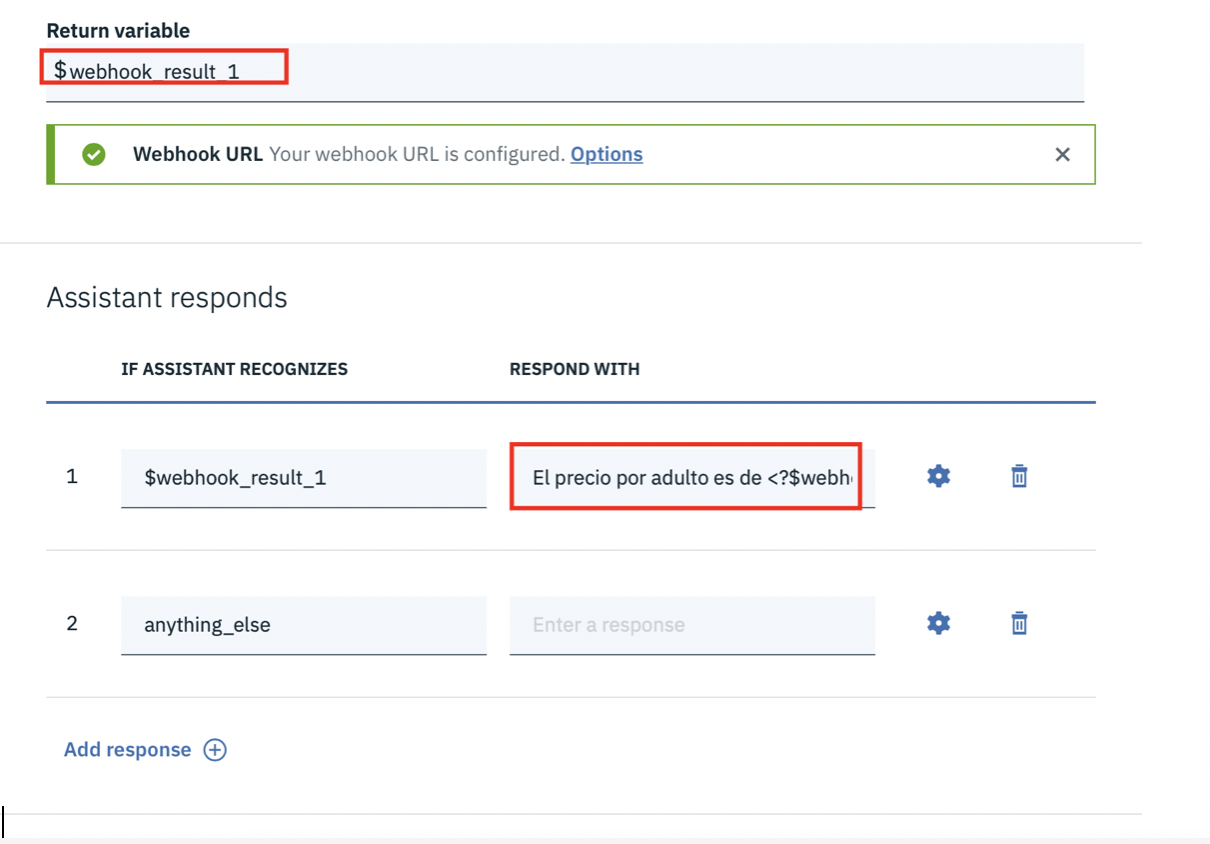 Return variable
$webhook_result_1
Webhook URL Your webhook URL is configured. Options
Assistant responds
IF ASSISTANT RECOGNIZES RESPOND WITH
1 $webhook_result_1 El precio por adulto es de <?$webh
2 anything_else Enter a response
Add response